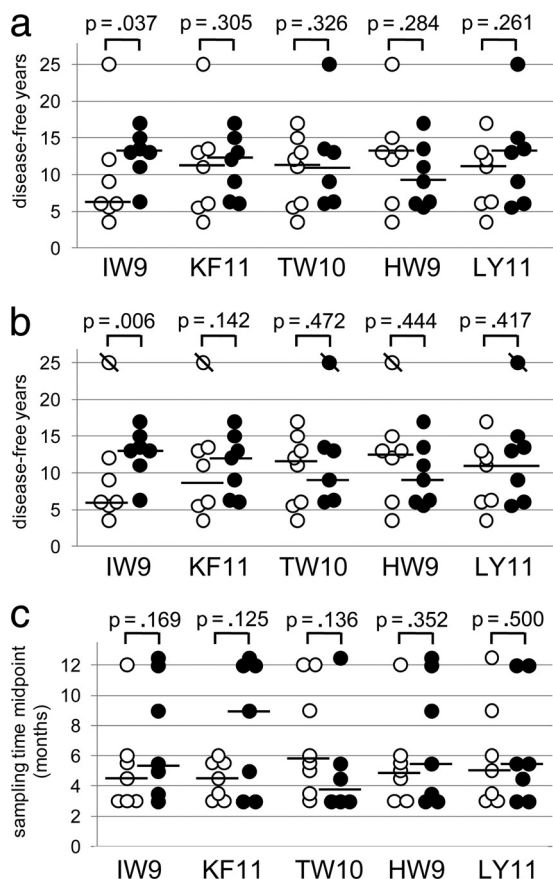 a
p = .037 p = .305 p = .326 p = .284 p = .261
disease-free years
25
20
15
10
5
0
IW9 KF11 TW10 HW9 LY11
b
p = .006 p = .142 p = .472 p = .444 p = .417
disease-free years
25
20
15
10
5
0
IW9 KF11 TW10 HW9 LY11
c
p = .169 p = .125 p = .136 p = .352 p = .500
sampling time midpoint
(months)
12
10
8
6
4
2
0
IW9 KF11 TW10 HW9 LY11